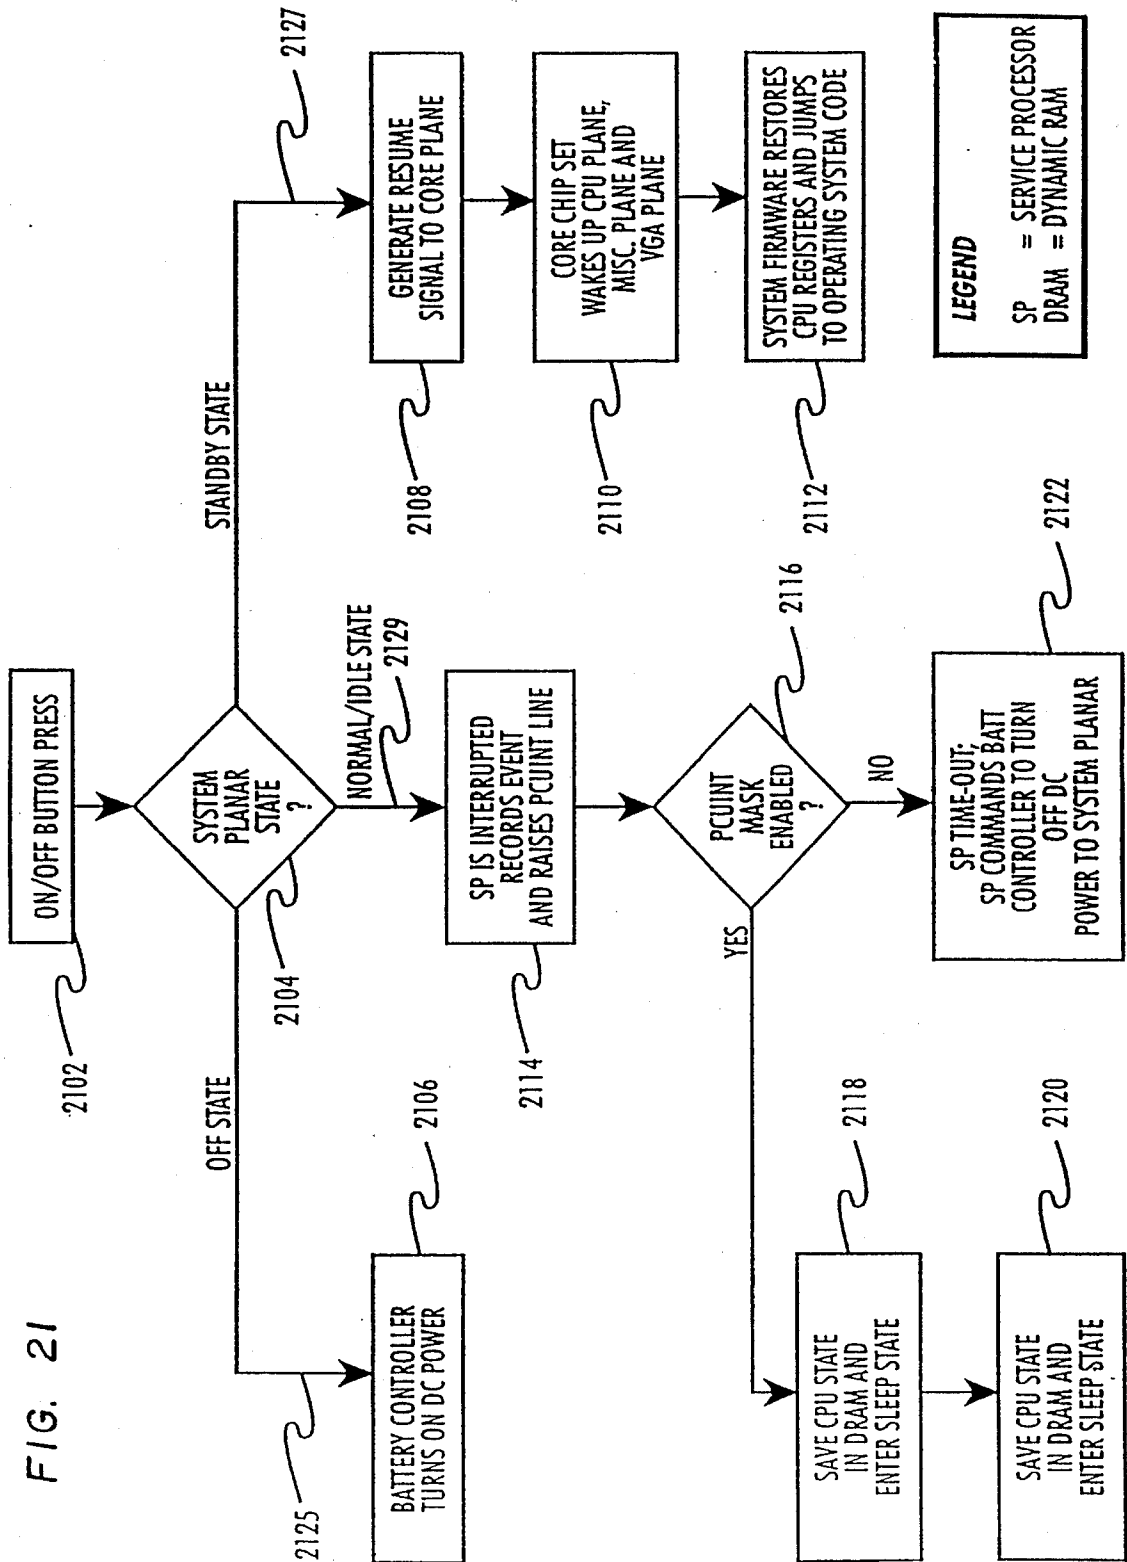 FIG. 21
ON/OFF BUTTON PRESS
2102
SYSTEM
PLANAR
STATE
?
2104
OFF STATE
NORMAL/IDLE STATE
2129
STANDBY STATE
2125
2127
BATTERY CONTROLLER
TURNS ON DC POWER
2106
SP IS INTERRUPTED
RECORDS EVENT
AND RAISES PCUINT LINE
2114
GENERATE RESUME
SIGNAL TO CORE PLANE
2108
CORE CHIP SET
WAKES UP CPU PLANE,
MISC. PLANE AND
VGA PLANE
2110
SYSTEM FIRMWARE RESTORES
CPU REGISTERS AND JUMPS
TO OPERATING SYSTEM CODE
2112
PCUINT
MASK
ENABLED
?
2116
YES
NO
SAVE CPU STATE
IN DRAM AND
ENTER SLEEP STATE
2118
SAVE CPU STATE
IN DRAM AND
ENTER SLEEP STATE
2120
SP TIME-OUT;
SP COMMANDS BATT
CONTROLLER TO TURN
OFF DC
POWER TO SYSTEM PLANAR
2122
LEGEND
SP = SERVICE PROCESSOR
DRAM = DYNAMIC RAM